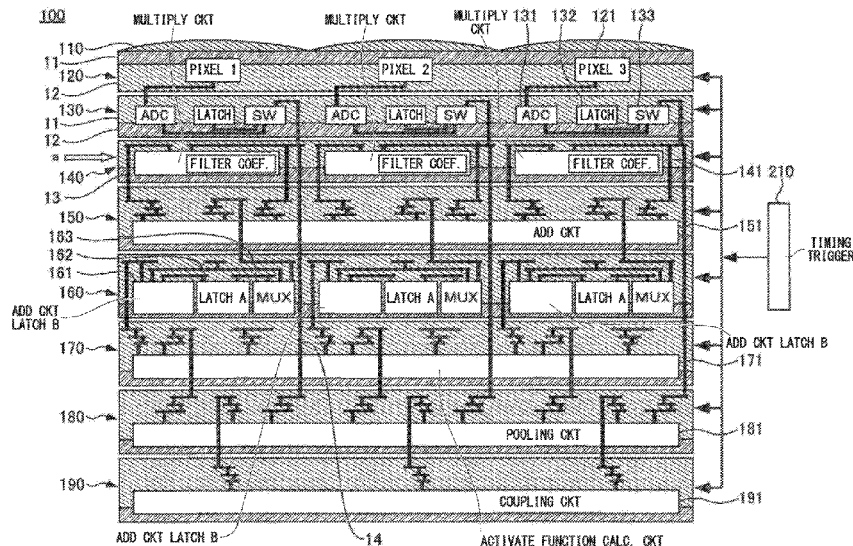 100
MULTIPLY CKT
MULTIPLY CKT
MULTIPLY
CKT
131
132
121
133
110
11
120
12
PIXEL 1
PIXEL 2
PIXEL 3
130
11
12
ADC
LATCH
SW
ADC
LATCH
SW
ADC
LATCH
SW
a
140
13
FILTER COEF.
FILTER COEF.
FILTER COEF.
141
210
150
ADD CKT
151
TIMING
TRIGGER
163
162
161
160
ADD CKT
LATCH B
LATCH A
MUX
LATCH A
MUX
LATCH A
MUX
ADD CKT LATCH B
170
171
180
POOLING CKT
181
190
COUPLING CKT
191
ADD CKT LATCH B
14
ACTIVATE FUNCTION CALC. CKT